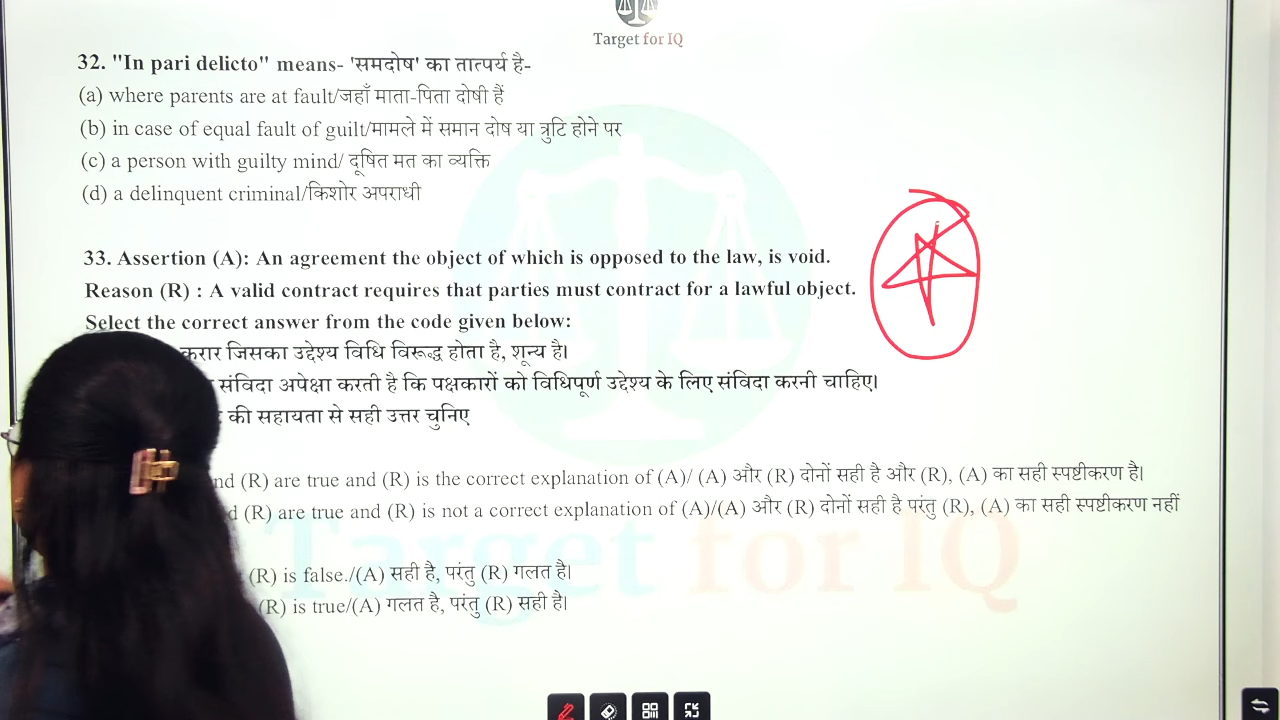 Target for IQ
32. "In pari delicto" means- 'समदोष' का तात्पर्य है-
(a) where parents are at fault/जहाँ माता-पिता दोषी हैं
(b) in case of equal fault of guilt/मामले में समान दोष या त्रुटि होने पर
(c) a person with guilty mind/ दूषित मत का व्यक्ति
(d) a delinquent criminal/किशोर अपराधी
33. Assertion (A): An agreement the object of which is opposed to the law, is void.
Reason (R) : A valid contract requires that parties must contract for a lawful object.
Select the correct answer from the code given below:
करार जिसका उद्देश्य विधि विरूद्ध होता है, शून्य है।
संविदा अपेक्षा करती है कि पक्षकारों को विधिपूर्ण उद्देश्य के लिए संविदा करनी चाहिए।
की सहायता से सही उत्तर चुनिए
(R) are true and (R) is the correct explanation of (A)/ (A) और (R) दोनों सही है और (R), (A) का सही स्पष्टीकरण है।
(R) are true and (R) is not a correct explanation of (A)/(A) और (R) दोनों सही है परंतु (R), (A) का सही स्पष्टीकरण नहीं
Target for IQ
(R) is false./(A) सही है, परंतु (R) गलत है।
(R) is true/(A) गलत है, परंतु (R) सही है।